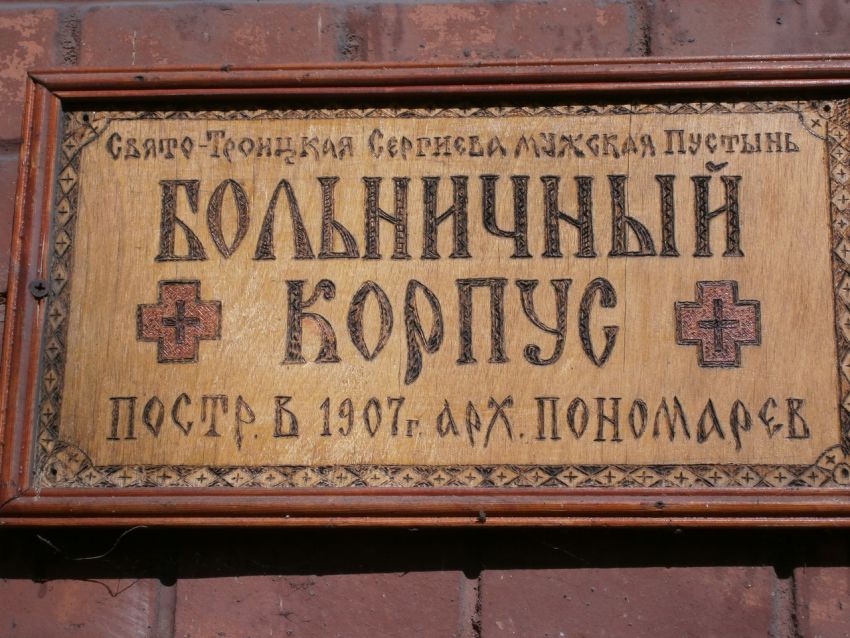 Свято-Троицкая Сергиева мужская Пустынь
БОЛЬНИЧНЫЙ
КОРПУС
ПОСТР. В 1907г. АРХ. ПОНОМАРЕВ